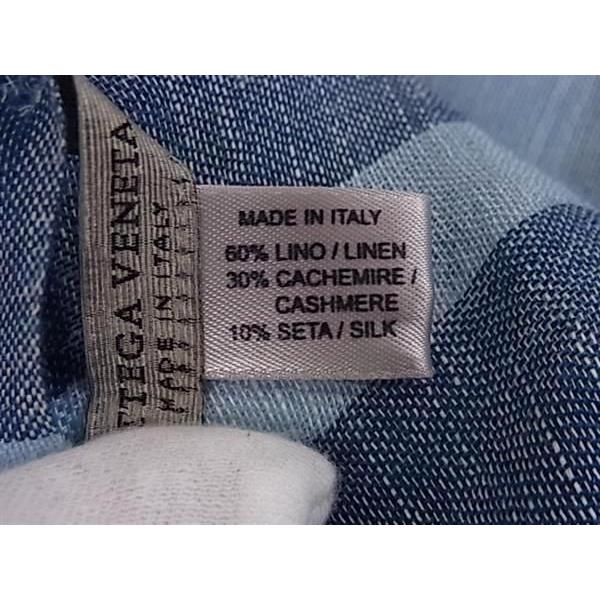 TTEGA VENETA
MADE IN ITALY
MADE IN ITALY
60% LINO / LINEN
30% CACHEMIRE /
CASHMERE
10% SETA / SILK